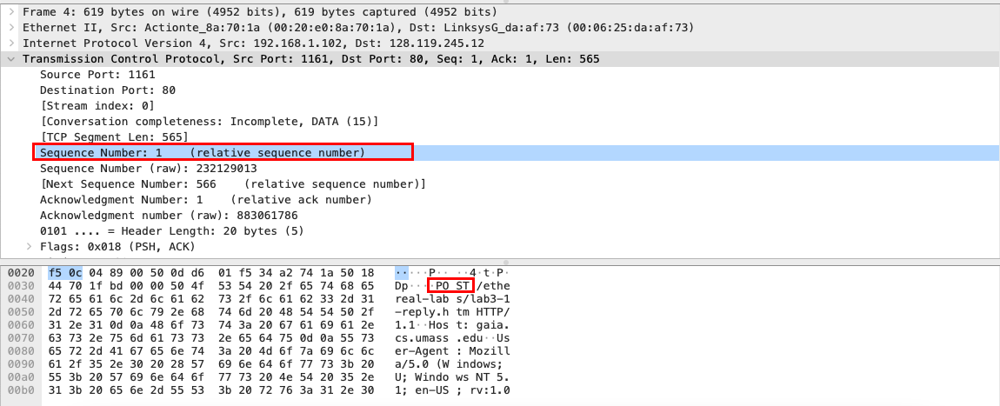 Frame 4: 619 bytes on wire (4952 bits), 619 bytes captured (4952 bits)
Ethernet II, Src: Actionte_8a:70:1a (00:20:e0:8a:70:1a), Dst: LinksysG_da:af:73 (00:06:25:da:af:73)
Internet Protocol Version 4, Src: 192.168.1.102, Dst: 128.119.245.12
Transmission Control Protocol, Src Port: 1161, Dst Port: 80, Seq: 1, Ack: 1, Len: 565
Source Port: 1161
Destination Port: 80
[Stream index: 0]
[Conversation completeness: Incomplete, DATA (15)]
[TCP Segment Len: 565]
Sequence Number: 1    (relative sequence number)
Sequence Number (raw): 232129013
[Next Sequence Number: 566    (relative sequence number)]
Acknowledgment Number: 1    (relative ack number)
Acknowledgment number (raw): 883061786
0101 .... = Header Length: 20 bytes (5)
Flags: 0x018 (PSH, ACK)
0020 f5 0c 04 89 00 50 0d d6 01 f5 34 a2 74 1a 50 18 ·····P·· ··4·t·P·
0030 44 70 1f bd 00 00 50 4f 53 54 20 2f 65 74 68 65 Dp····PO ST /ethe
0040 72 65 61 6c 2d 6c 61 62 73 2f 6c 61 62 33 2d 31 real-lab s/lab3-1
0050 2d 72 65 70 6c 79 2e 68 74 6d 20 48 54 54 50 2f -reply.h tm HTTP/
0060 31 2e 31 0d 0a 48 6f 73 74 3a 20 67 61 69 61 2e 1.1··Hos t: gaia.
0070 63 73 2e 75 6d 61 73 73 2e 65 64 75 0d 0a 55 73 cs.umass .edu··Us
0080 65 72 2d 41 67 65 6e 74 3a 20 4d 6f 7a 69 6c 6c er-Agent : Mozill
0090 61 2f 35 2e 30 20 28 57 69 6e 64 6f 77 73 3b 20 a/5.0 (W indows;
00a0 55 3b 20 57 69 6e 64 6f 77 73 20 4e 54 20 35 2e U; Windo ws NT 5.
00b0 31 3b 20 65 6e 2d 55 53 3b 20 72 76 3a 31 2e 30 1; en-US ; rv:1.0